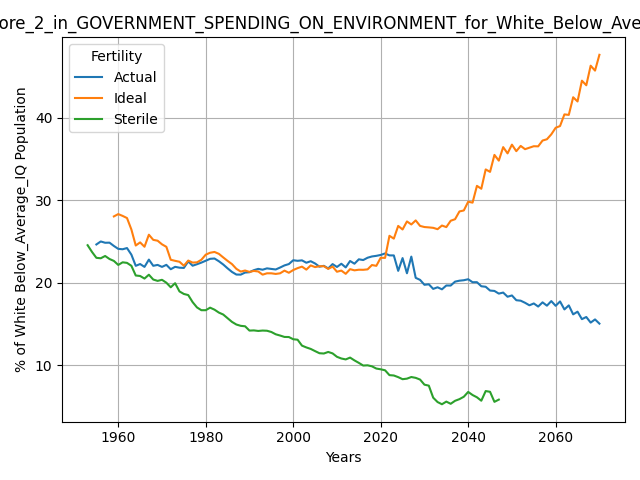 ore_2_in_GOVERNMENT_SPENDING_ON_ENVIRONMENT_for_White_Below_Ave
Fertility
Actual
Ideal
Sterile
% of White Below_Average_IQ Population
40
30
20
10
1960
1980
2000
2020
2040
2060
Years